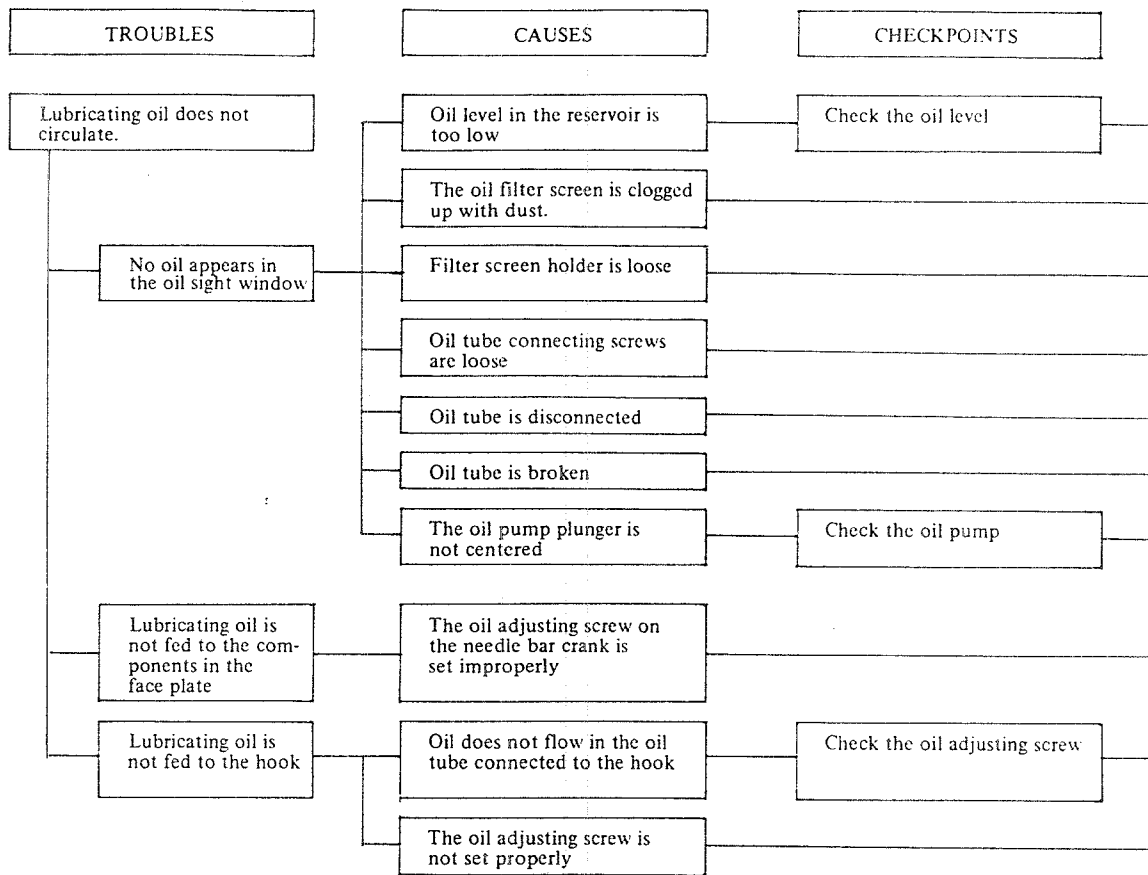 TROUBLES
CAUSES
CHECKPOINTS
Lubricating oil does not
circulate.
Oil level in the reservoir is
too low
Check the oil level
The oil filter screen is clogged
up with dust.
No oil appears in
the oil sight window
Filter screen holder is loose
Oil tube connecting screws
are loose
Oil tube is disconnected
Oil tube is broken
The oil pump plunger is
not centered
Check the oil pump
Lubricating oil is
not fed to the com-
ponents in the
face plate
The oil adjusting screw on
the needle bar crank is
set improperly
Lubricating oil is
not fed to the hook
Oil does not flow in the oil
tube connected to the hook
Check the oil adjusting screw
The oil adjusting screw is
not set properly